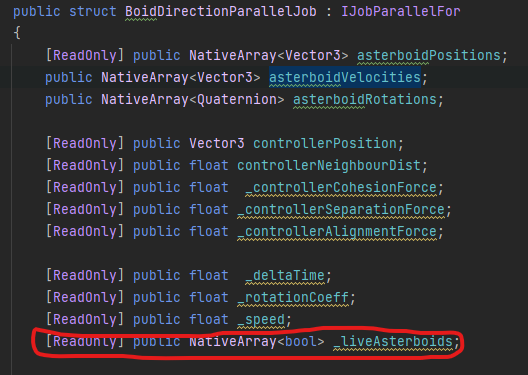 public struct BoidDirectionParallelJob : IJobParallelFor
{
[ReadOnly] public NativeArray<Vector3> asterboidPositions;
public NativeArray<Vector3> asterboidVelocities;
public NativeArray<Quaternion> asterboidRotations;
[ReadOnly] public Vector3 controllerPosition;
[ReadOnly] public float controllerNeighbourDist;
[ReadOnly] public float  _controllerCohesionForce;
[ReadOnly] public float _controllerSeparationForce;
[ReadOnly] public float _controllerAlignmentForce;
[ReadOnly] public float  _deltaTime;
[ReadOnly] public float _rotationCoeff;
[ReadOnly] public float _speed;
[ReadOnly] public NativeArray<bool> _liveAsterboids;